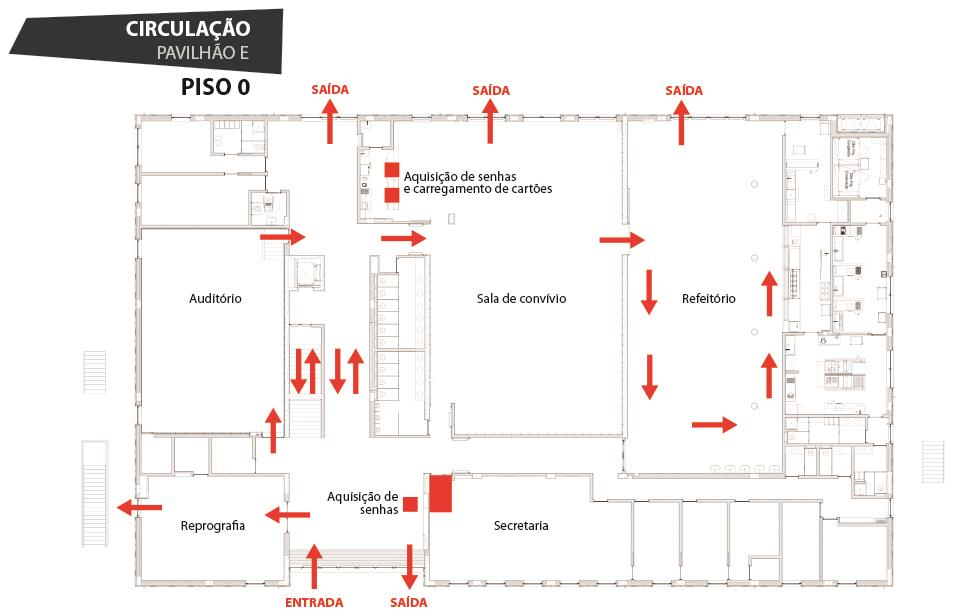 CIRCULAÇÃO
PAVILHÃO E
PISO 0
SAÍDA
SAÍDA
SAÍDA
Aquisição de senhas
e carregamento de cartões
Auditório
Sala de convívio
Refeitório
Aquisição de
senhas
Reprografia
Secretaria
ENTRADA
SAÍDA